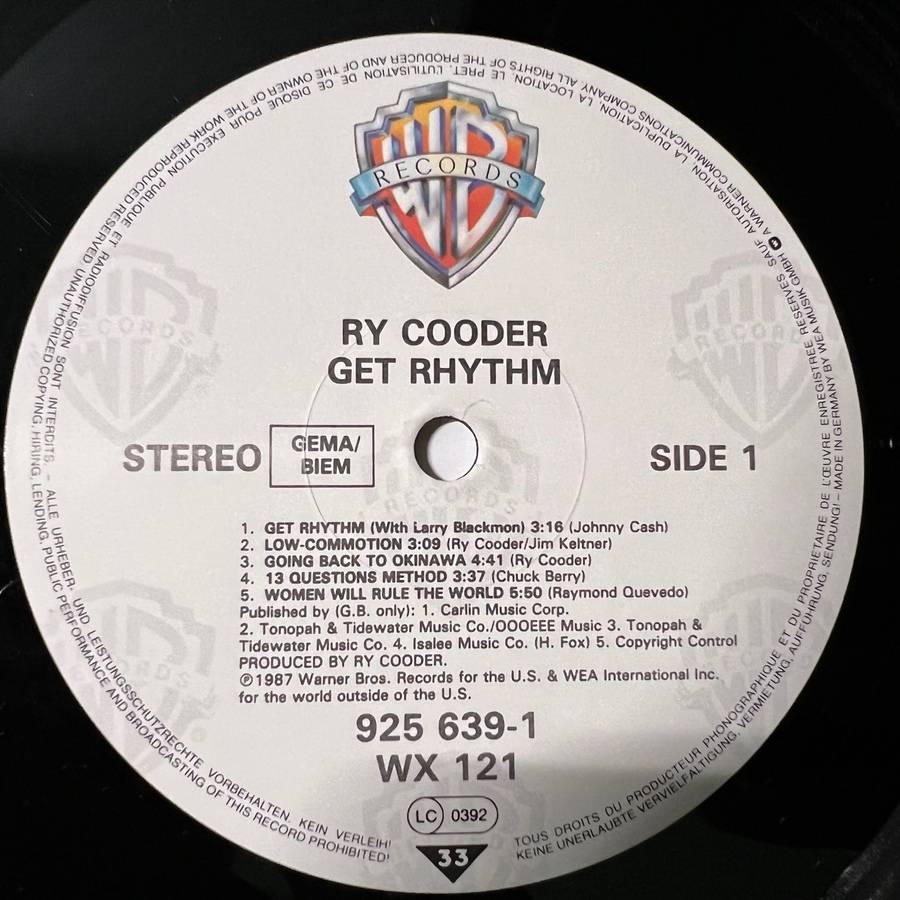 WB
RECORDS
RY COODER
GET RHYTHM
STEREO
GEMA/
BIEM
SIDE 1
1. GET RHYTHM (With Larry Blackmon) 3:16 (Johnny Cash)
2. LOW-COMMOTION 3:09 (Ry Cooder/Jim Keltner)
3. GOING BACK TO OKINAWA 4:41 (Ry Cooder)
4. 13 QUESTIONS METHOD 3:37 (Chuck Berry)
5. WOMEN WILL RULE THE WORLD 5:50 (Raymond Quevedo)
Published by (G.B. only): 1. Carlin Music Corp.
2. Tonopah & Tidewater Music Co./OOOEEE Music 3. Tonopah &
Tidewater Music Co. 4. Isalee Music Co. (H. Fox) 5. Copyright Control
PRODUCED BY RY COODER.
℗1987 Warner Bros. Records for the U.S. & WEA International Inc.
for the world outside of the U.S.
925 639-1
WX 121
LC 0392
33
TOUS DROITS DU PRODUCTEUR PHONOGRAPHIQUE ET DU PROPRIETAIRE DE L'ŒUVRE ENREGISTREE RESERVES SAUF AUTORISATION, LA DUPLICATION, LA LOCATION, LE PRET, L'UTILISATION DE CE DISQUE POUR EXECUTION PUBLIQUE ET RADIODIFFUSION SONT INTERDITS. – ALLE URHEBER- UND LEISTUNGSSCHUTZRECHTE VORBEHALTEN. KEIN VERLEIH!
KEINE UNERLAUBTE VERVIELFALTIGUNG, VERMIETUNG, AUFFUHRUNG, SENDUNG! – MADE IN GERMANY BY WEA MUSIK GMBH A WARNER COMMUNICATIONS COMPANY. ALL RIGHTS OF THE PRODUCER AND OF THE OWNER OF THE WORK REPRODUCED RESERVED UNAUTHORIZED COPYING, HIRING, LENDING, PUBLIC PERFORMANCE AND BROADCASTING OF THIS RECORD PROHIBITED!